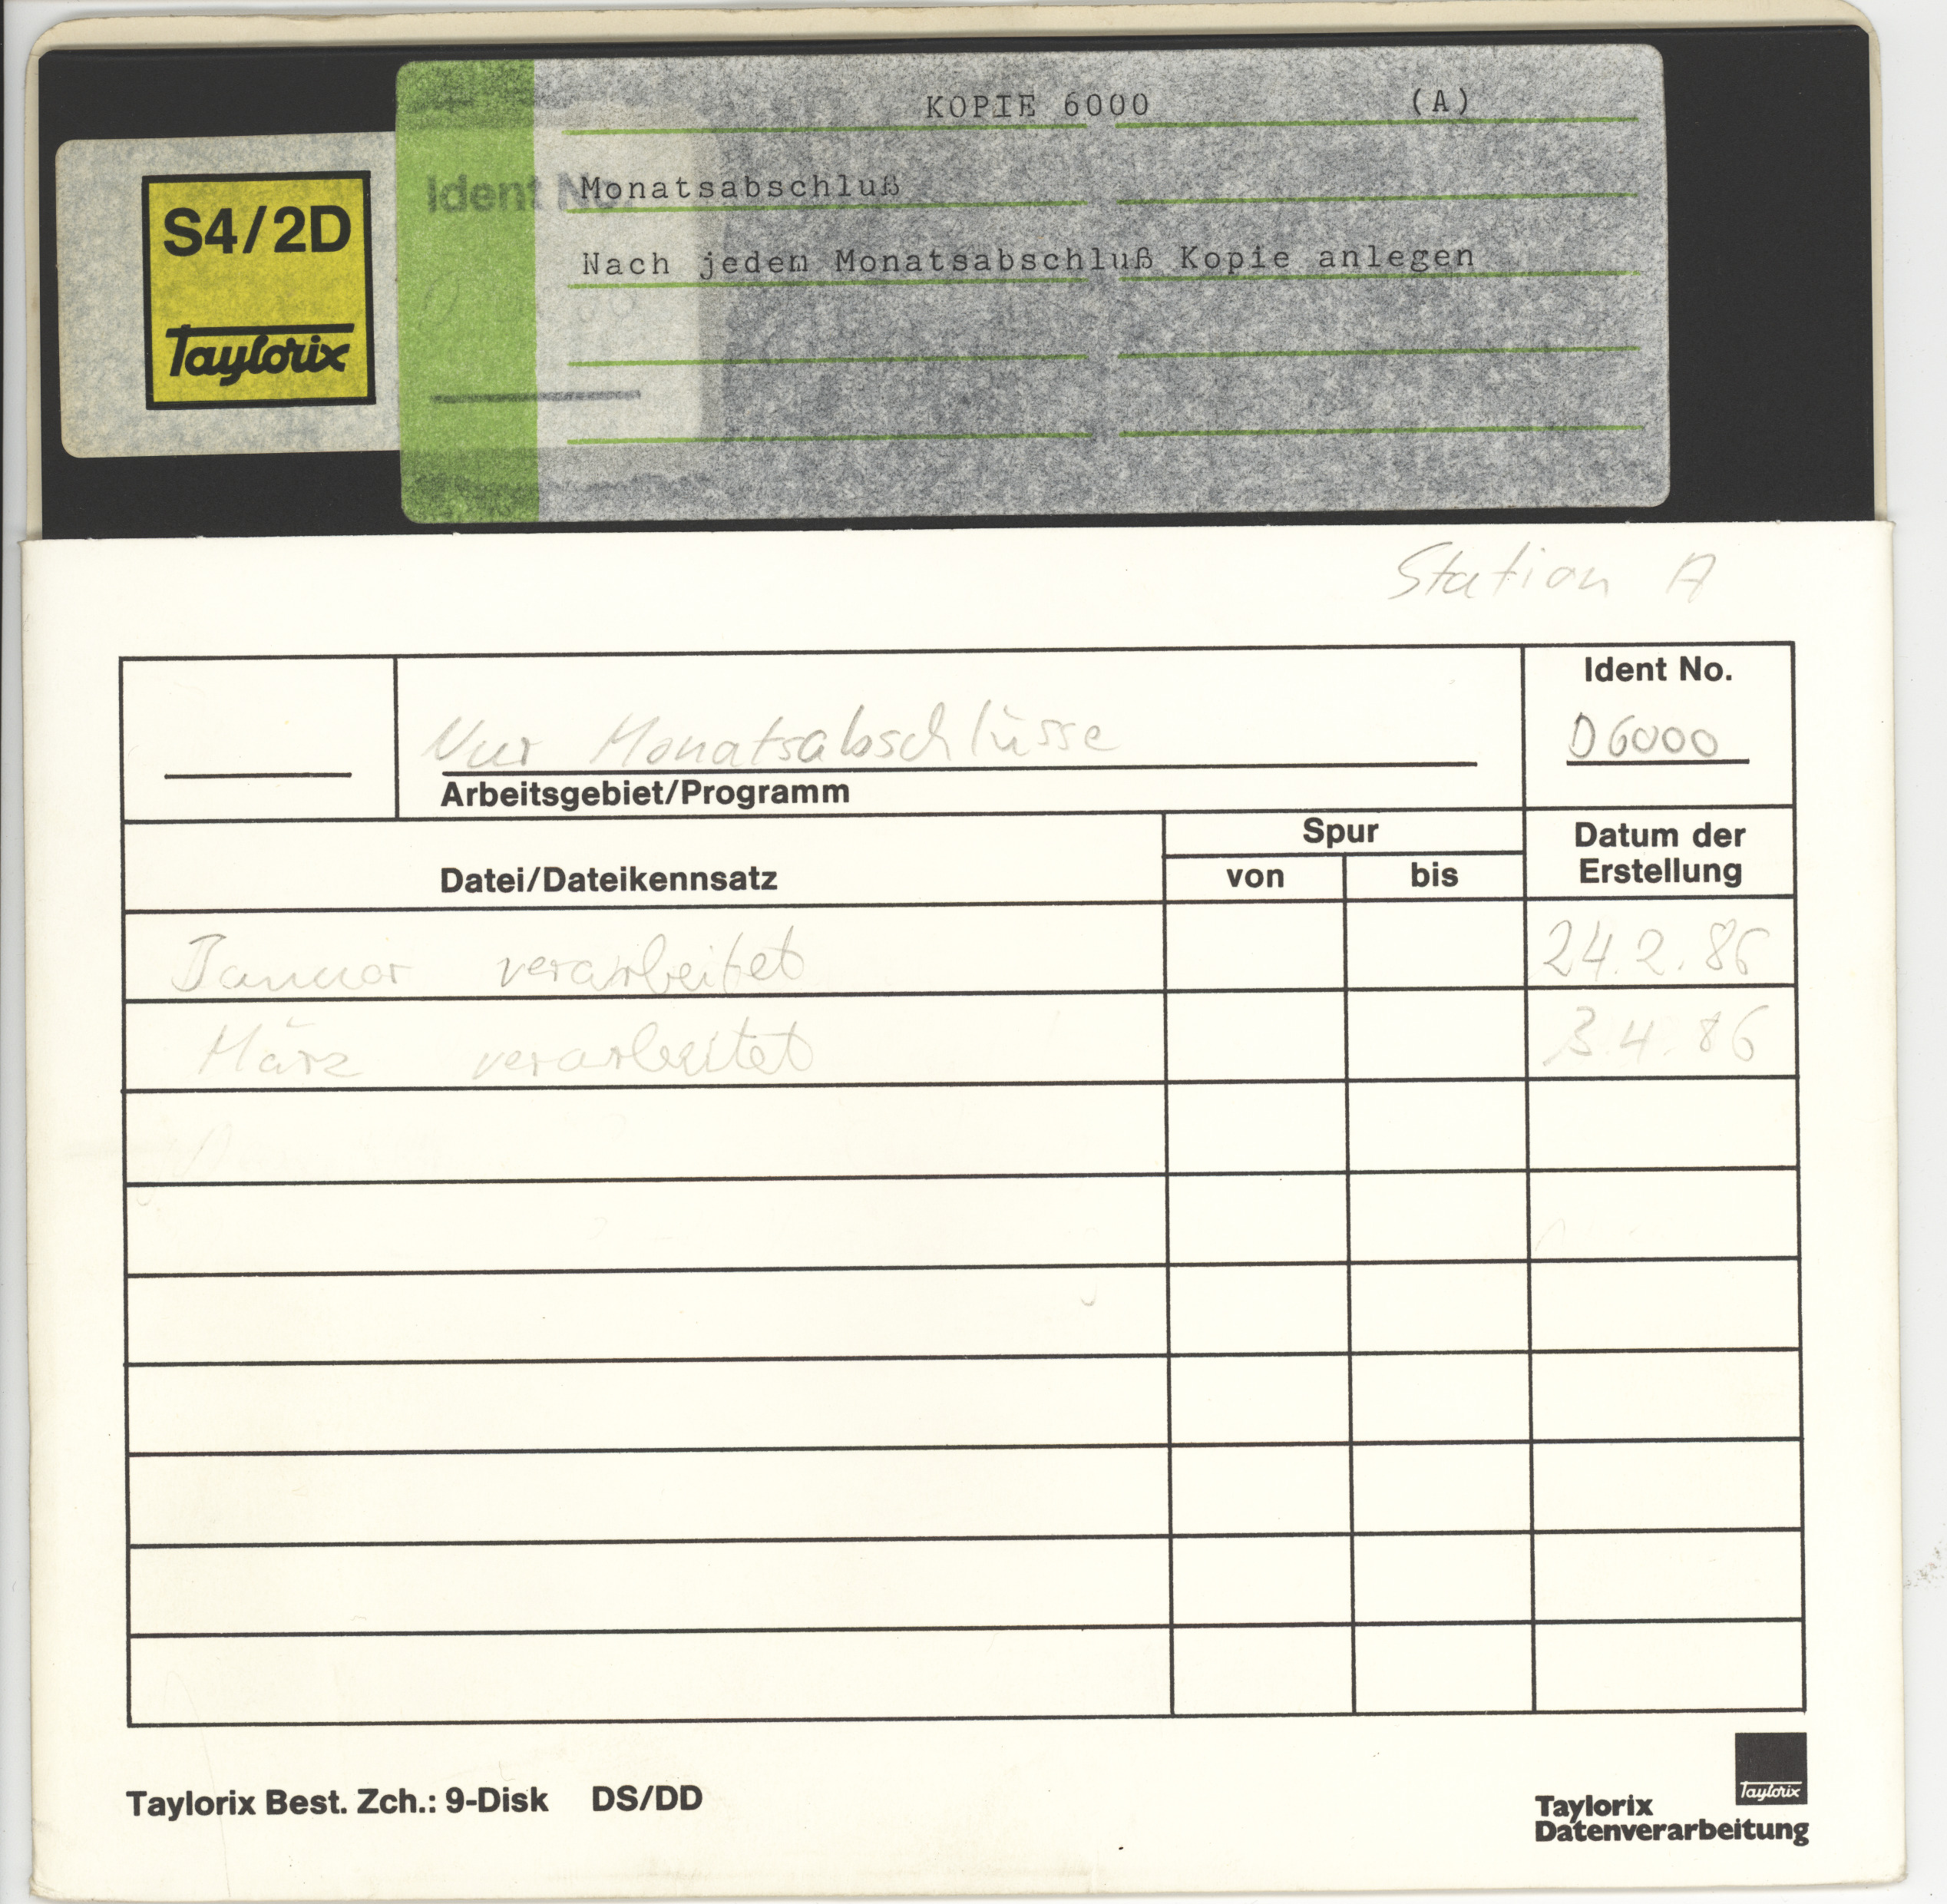 KOPIE 6000 (A)
S4/2D
Ident No.
Monatsabschluß
Nach jedem Monatsabschluß Kopie anlegen
Taylorix
Station A
Ident No.
Nur Monatsabschlüsse
D6000
Arbeitsgebiet/Programm
Spur
Datum der
Erstellung
Datei/Dateikennsatz
von
bis
Januar verarbeitet 24.2.86
März verarbeitet 3.4.86
Taylorix Best. Zch.: 9-Disk DS/DD
Taylorix
Taylorix
Datenverarbeitung